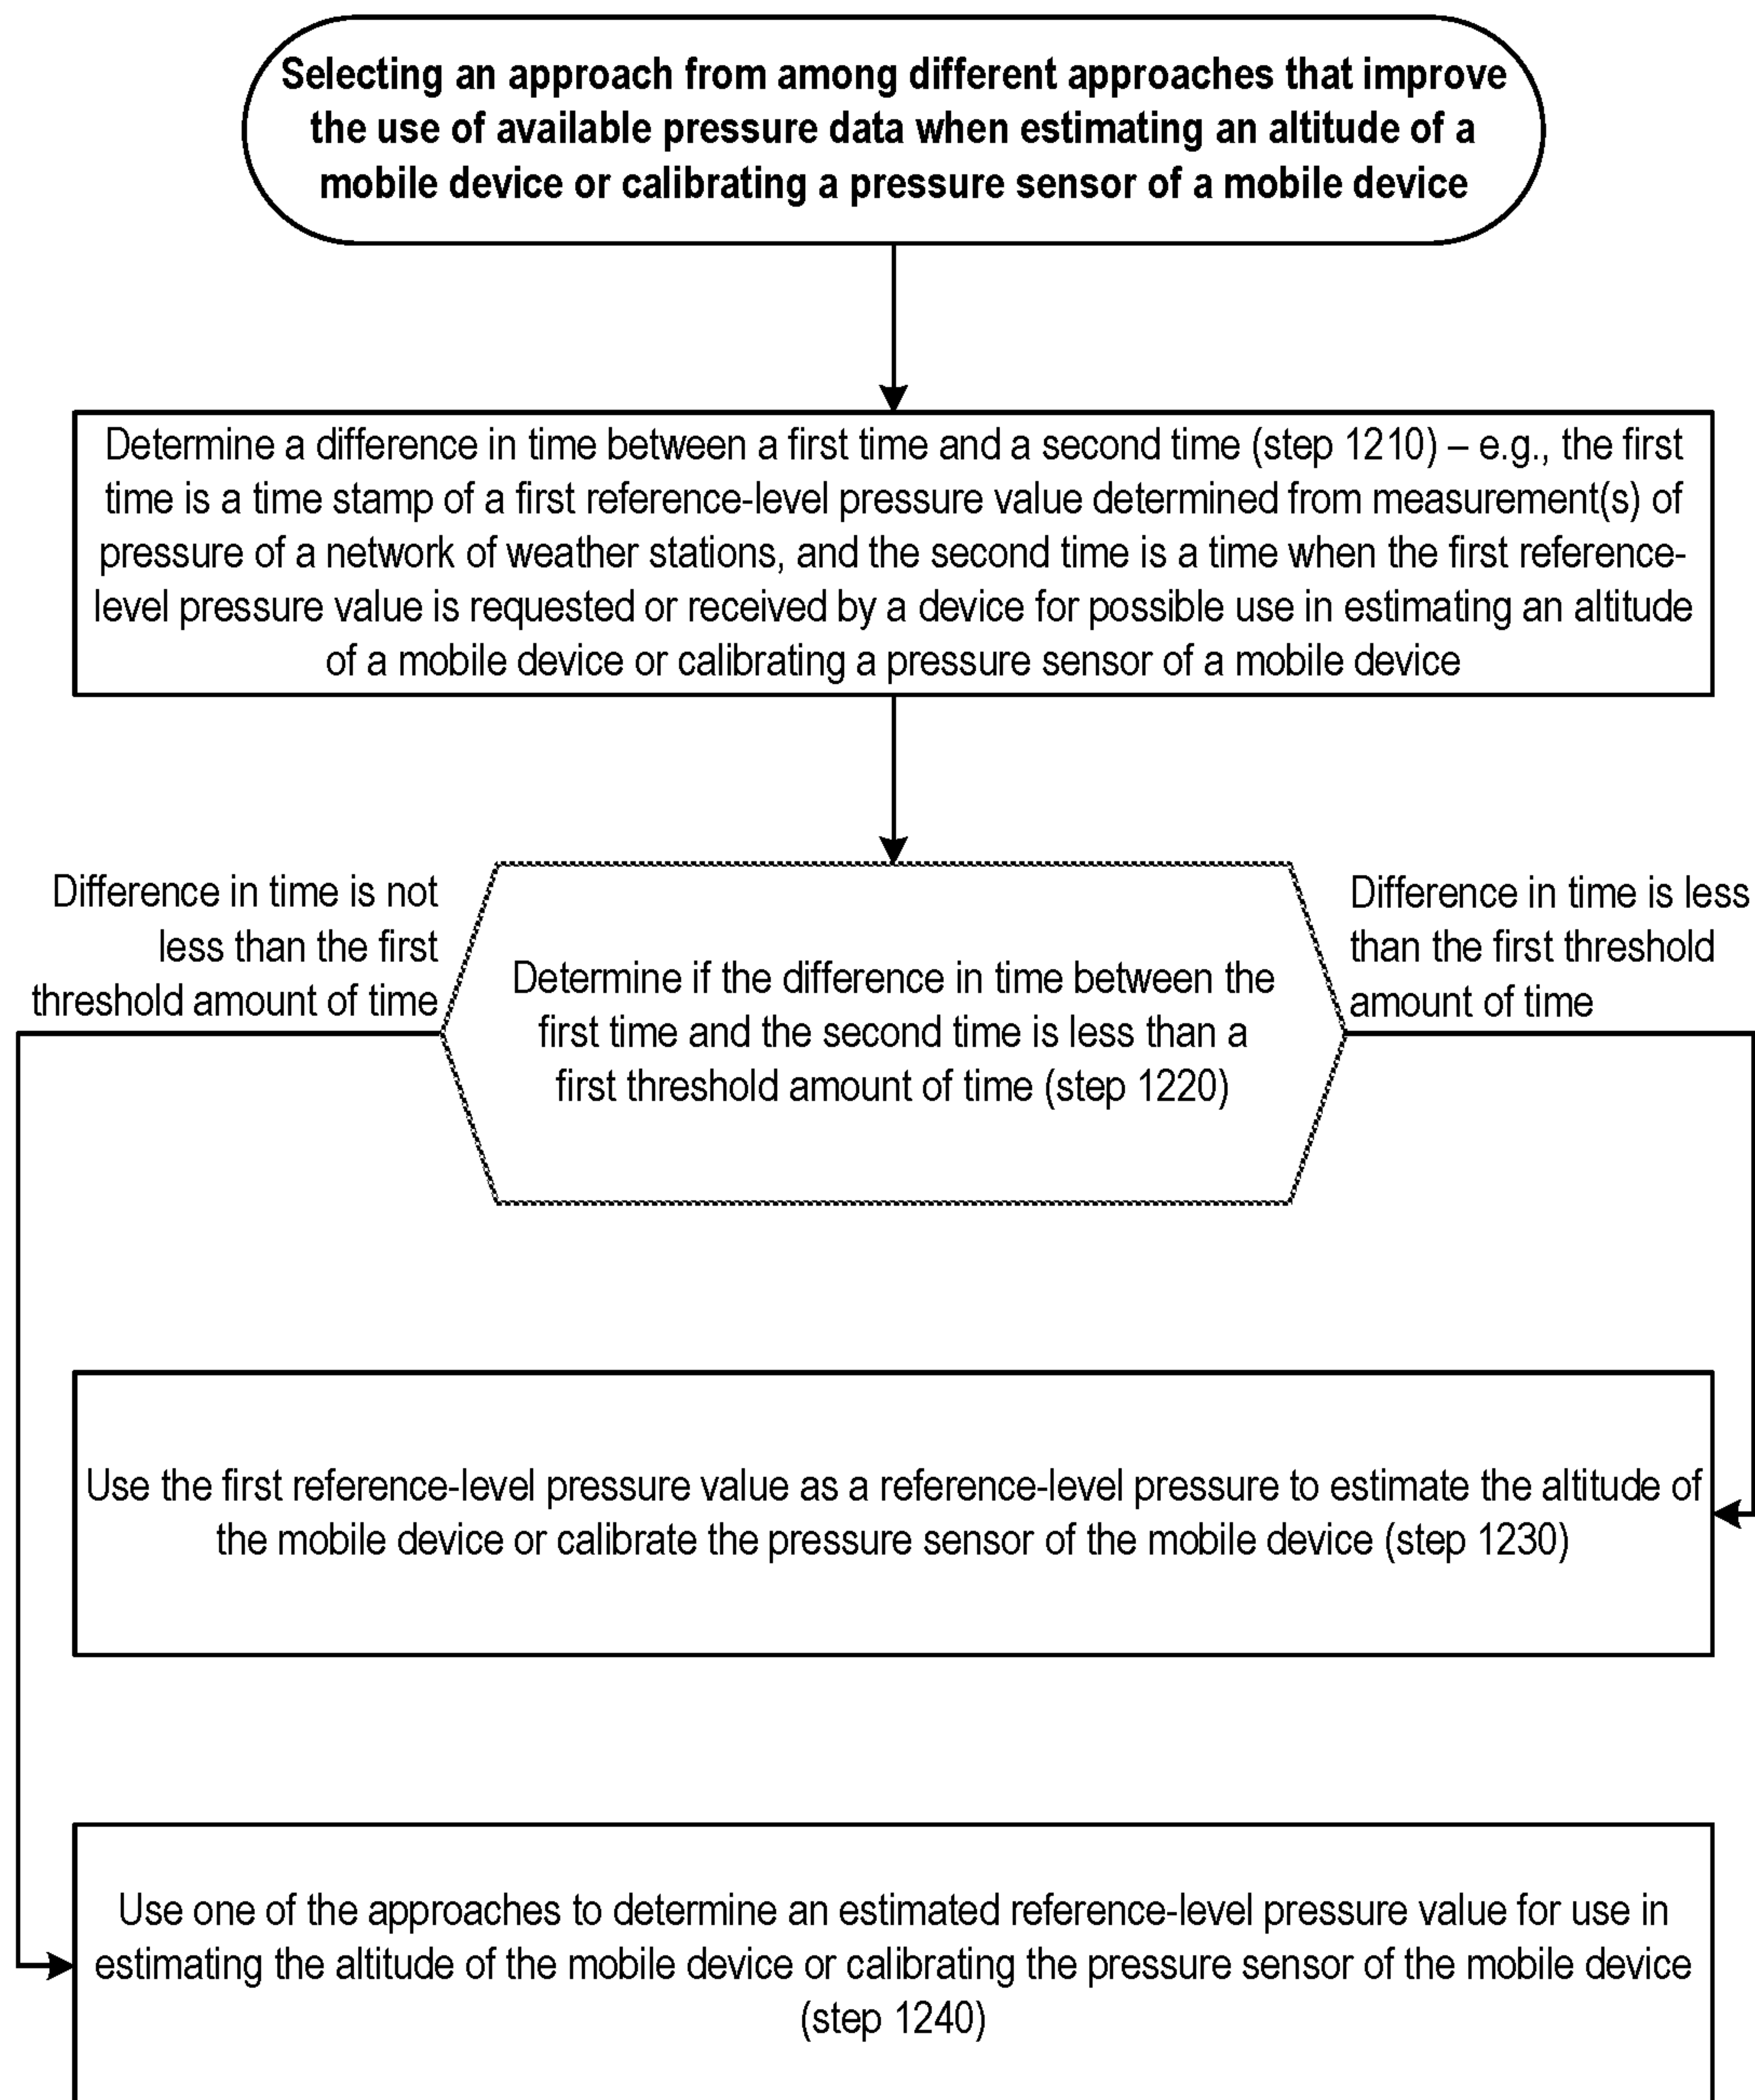 Selecting an approach from among different approaches that improve
the use of available pressure data when estimating an altitude of a
mobile device or calibrating a pressure sensor of a mobile device
Determine a difference in time between a first time and a second time (step 1210) – e.g., the first
time is a time stamp of a first reference-level pressure value determined from measurement(s) of
pressure of a network of weather stations, and the second time is a time when the first reference-
level pressure value is requested or received by a device for possible use in estimating an altitude
of a mobile device or calibrating a pressure sensor of a mobile device
Difference in time is not
less than the first
threshold amount of time
Determine if the difference in time between the
first time and the second time is less than a
first threshold amount of time (step 1220)
Difference in time is less
than the first threshold
amount of time
Use the first reference-level pressure value as a reference-level pressure to estimate the altitude of
the mobile device or calibrate the pressure sensor of the mobile device (step 1230)
Use one of the approaches to determine an estimated reference-level pressure value for use in
estimating the altitude of the mobile device or calibrating the pressure sensor of the mobile device
(step 1240)